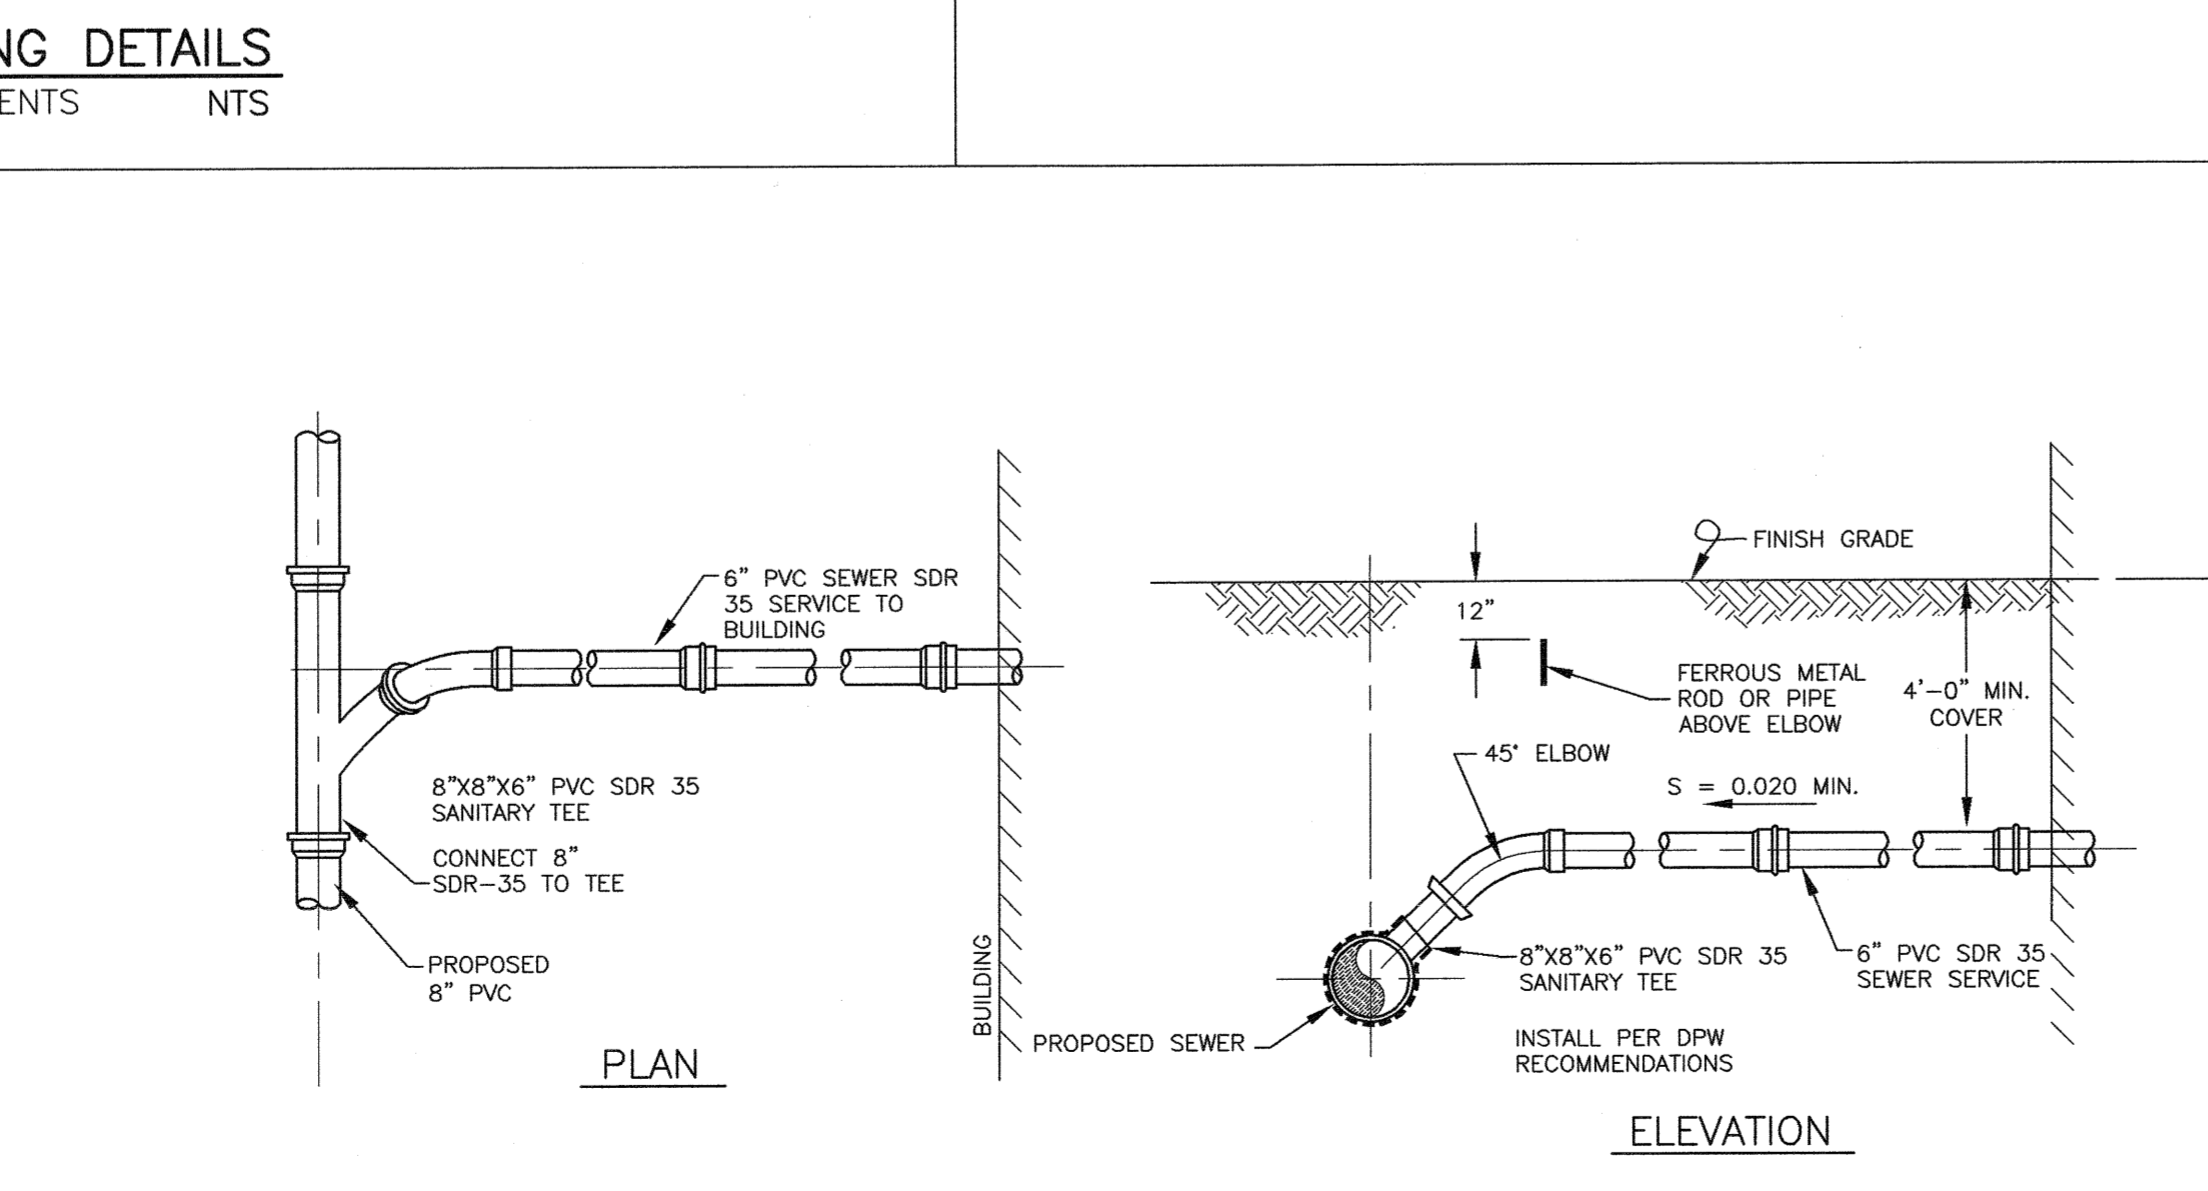 NG DETAILS
ENTS NTS
6" PVC SEWER SDR
35 SERVICE TO
BUILDING
8"X8"X6" PVC SDR 35
SANITARY TEE
CONNECT 8"
SDR-35 TO TEE
PROPOSED
8" PVC
BUILDING
PLAN
FINISH GRADE
12"
FERROUS METAL
ROD OR PIPE
ABOVE ELBOW
4'-0" MIN.
COVER
45° ELBOW
S = 0.020 MIN.
8"X8"X6" PVC SDR 35
SANITARY TEE
6" PVC SDR 35
SEWER SERVICE
PROPOSED SEWER
INSTALL PER DPW
RECOMMENDATIONS
ELEVATION